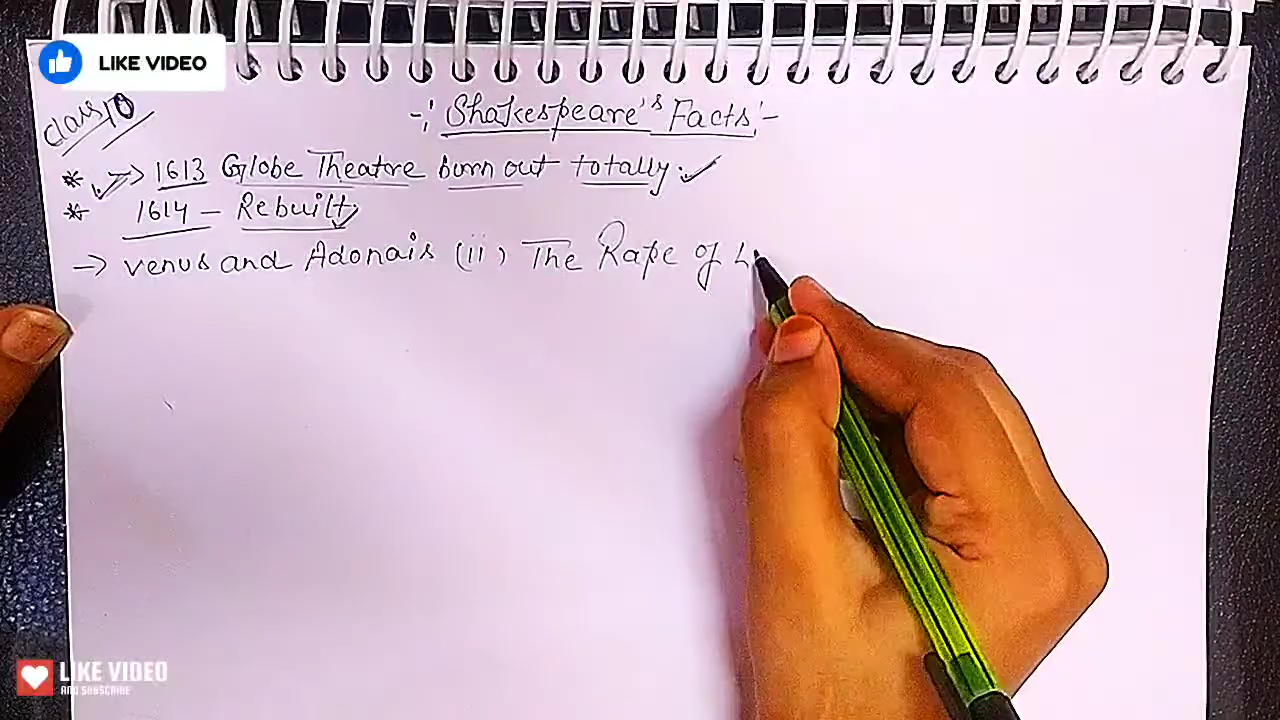 LIKE VIDEO
Class 10
-: Shakespeare's Facts :-
* -> 1613 Globe Theatre burn out totally
* 1614 - Rebuilt
-> venus and Adonais (ii) The Rape of L
LIKE VIDEO
AND SUBSCRIBE